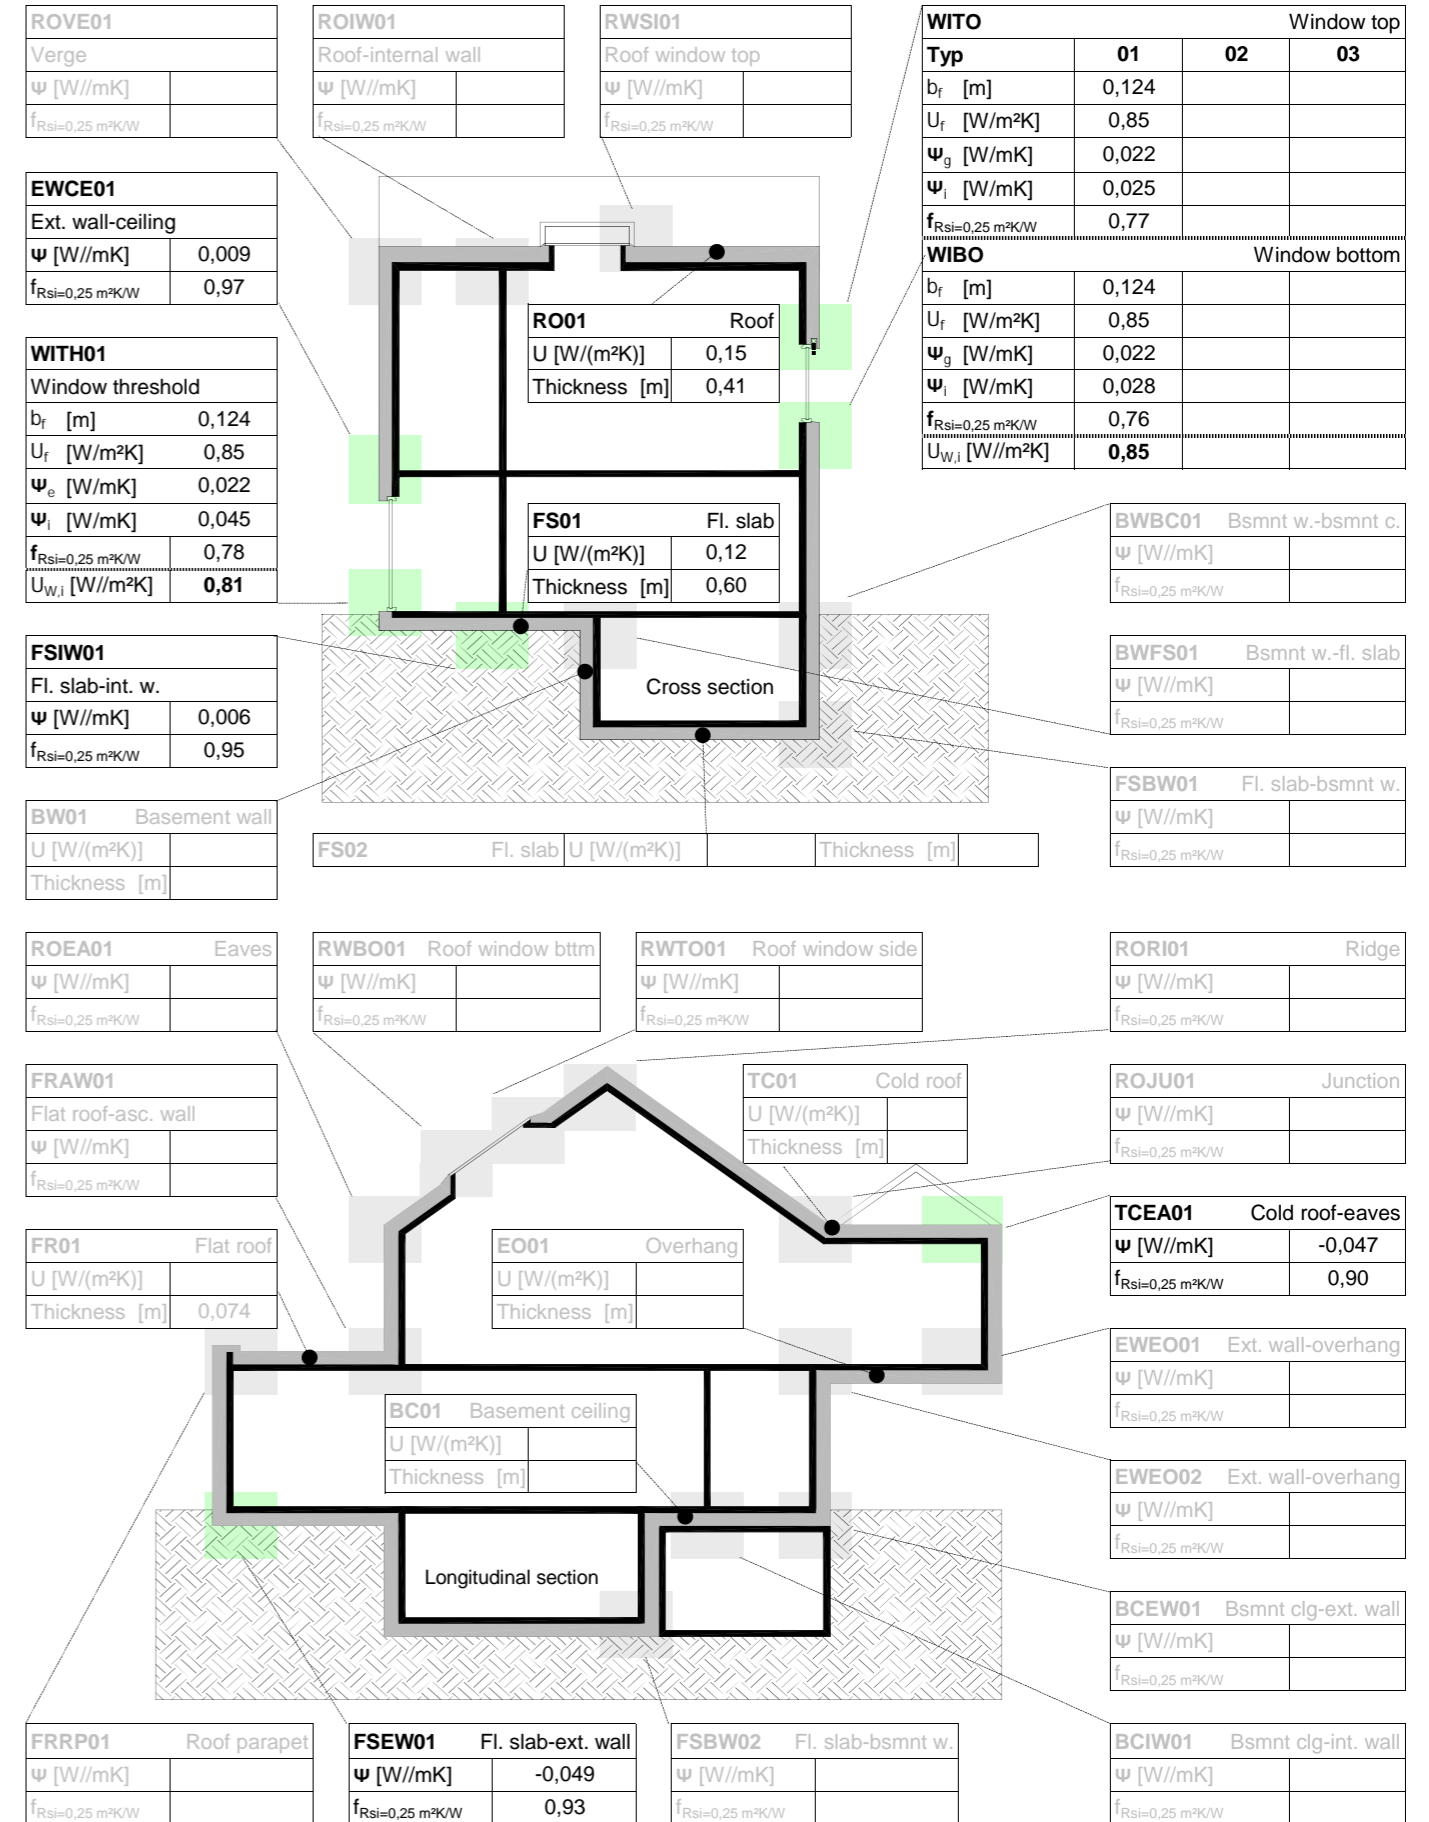 ROVE01
Verge
Ψ [W//mK]
fRsi=0,25 m²K/W
ROIW01
Roof-internal wall
Ψ [W//mK]
fRsi=0,25 m²K/W
RWSI01
Roof window top
Ψ [W//mK]
fRsi=0,25 m²K/W
WITO Window top
Typ 01 02 03
bf [m] 0,124
Uf [W/m²K] 0,85
Ψg [W/mK] 0,022
Ψi [W/mK] 0,025
fRsi=0,25 m²K/W 0,77
WIBO Window bottom
bf [m] 0,124
Uf [W/m²K] 0,85
Ψg [W/mK] 0,022
Ψi [W/mK] 0,028
fRsi=0,25 m²K/W 0,76
UW,i [W//m²K] 0,85
EWCE01
Ext. wall-ceiling
Ψ [W//mK] 0,009
fRsi=0,25 m²K/W 0,97
RO01 Roof
U [W/(m²K)] 0,15
Thickness [m] 0,41
WITH01
Window threshold
bf [m] 0,124
Uf [W/m²K] 0,85
Ψe [W/mK] 0,022
Ψi [W/mK] 0,045
fRsi=0,25 m²K/W 0,78
UW,i [W//m²K] 0,81
FS01 Fl. slab
U [W/(m²K)] 0,12
Thickness [m] 0,60
BWBC01 Bsmnt w.-bsmnt c.
Ψ [W//mK]
fRsi=0,25 m²K/W
FSIW01
Fl. slab-int. w.
Ψ [W//mK] 0,006
fRsi=0,25 m²K/W 0,95
Cross section
BWFS01 Bsmnt w.-fl. slab
Ψ [W//mK]
fRsi=0,25 m²K/W
FSBW01 Fl. slab-bsmnt w.
Ψ [W//mK]
fRsi=0,25 m²K/W
BW01 Basement wall
U [W/(m²K)]
Thickness [m]
FS02 Fl. slab U [W/(m²K)] Thickness [m]
ROEA01 Eaves
Ψ [W//mK]
fRsi=0,25 m²K/W
RWBO01 Roof window bttm
Ψ [W//mK]
fRsi=0,25 m²K/W
RWTO01 Roof window side
Ψ [W//mK]
fRsi=0,25 m²K/W
RORI01 Ridge
Ψ [W//mK]
fRsi=0,25 m²K/W
FRAW01
Flat roof-asc. wall
Ψ [W//mK]
fRsi=0,25 m²K/W
TC01 Cold roof
U [W/(m²K)]
Thickness [m]
ROJU01 Junction
Ψ [W//mK]
fRsi=0,25 m²K/W
TCEA01 Cold roof-eaves
Ψ [W//mK] -0,047
fRsi=0,25 m²K/W 0,90
FR01 Flat roof
U [W/(m²K)]
Thickness [m] 0,074
EO01 Overhang
U [W/(m²K)]
Thickness [m]
EWEO01 Ext. wall-overhang
Ψ [W//mK]
fRsi=0,25 m²K/W
BC01 Basement ceiling
U [W/(m²K)]
Thickness [m]
EWEO02 Ext. wall-overhang
Ψ [W//mK]
fRsi=0,25 m²K/W
Longitudinal section
BCEW01 Bsmnt clg-ext. wall
Ψ [W//mK]
fRsi=0,25 m²K/W
FRRP01 Roof parapet
Ψ [W//mK]
fRsi=0,25 m²K/W
FSEW01 Fl. slab-ext. wall
Ψ [W//mK] -0,049
fRsi=0,25 m²K/W 0,93
FSBW02 Fl. slab-bsmnt w.
Ψ [W//mK]
fRsi=0,25 m²K/W
BCIW01 Bsmnt clg-int. wall
Ψ [W//mK]
fRsi=0,25 m²K/W